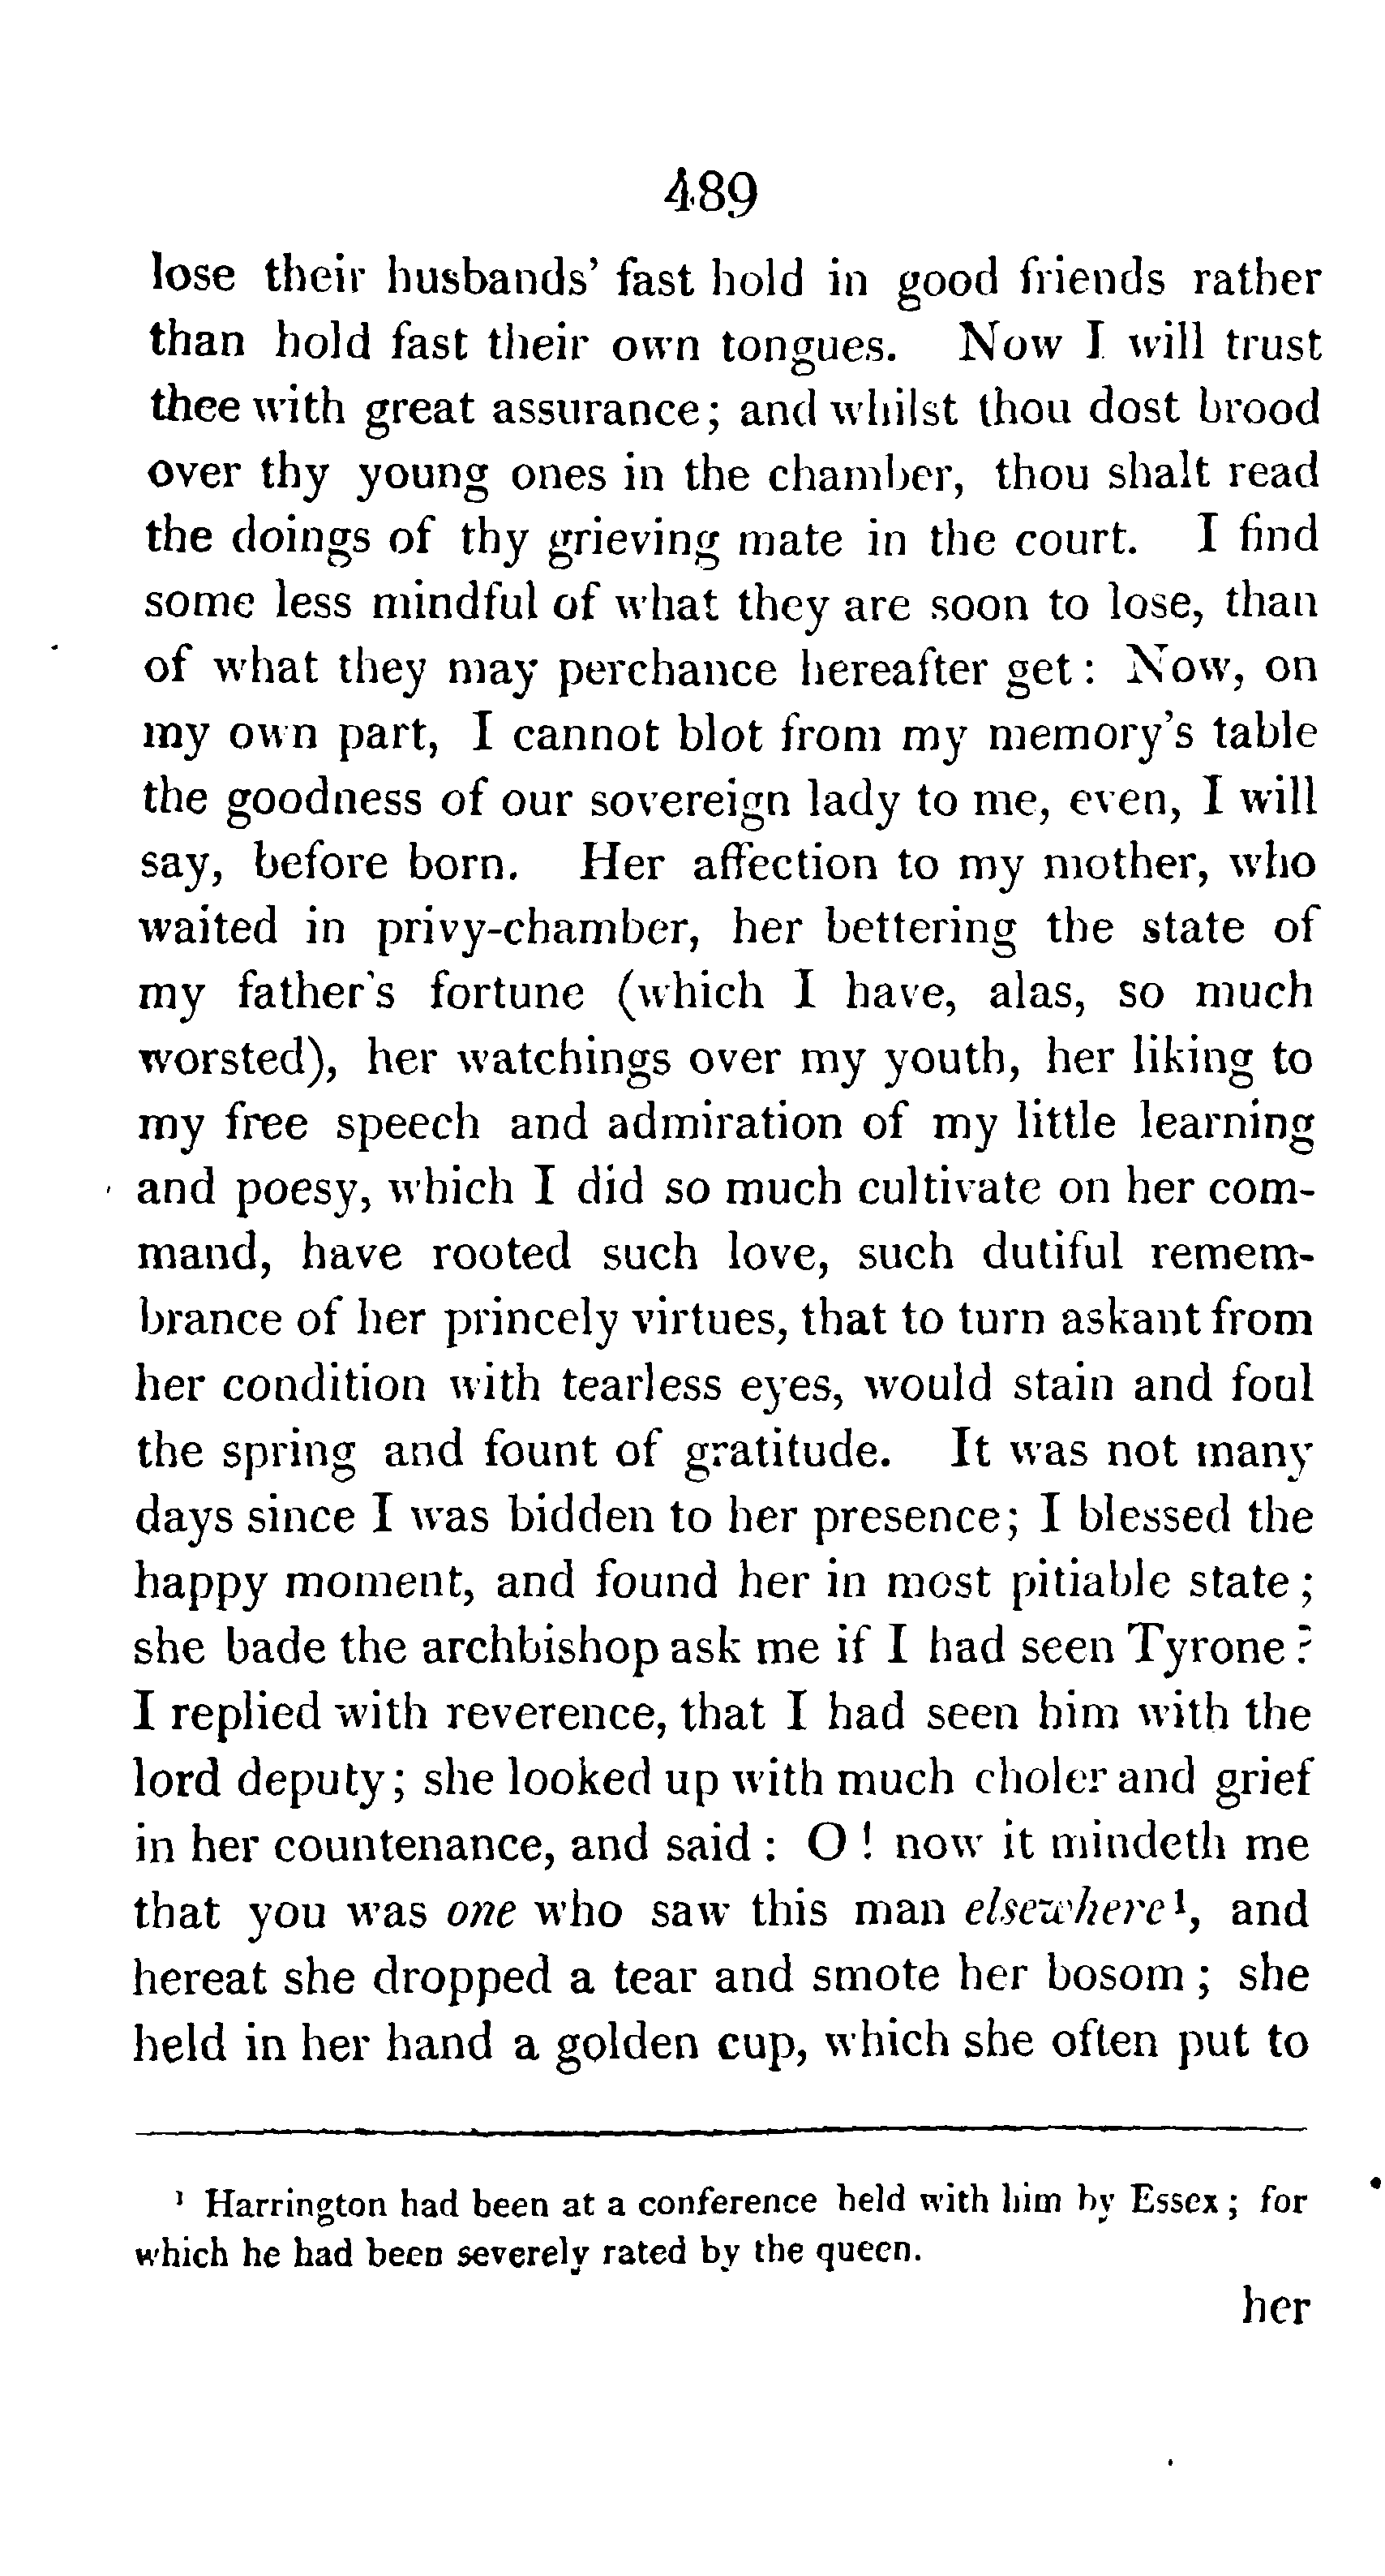 489
lose their husbands' fast hold in good friends rather
than hold fast their own tongues. Now I will trust
thee with great assurance; and whilst thou dost brood
over thy young ones in the chamber, thou shalt read
the doings of thy grieving mate in the court. I find
some less mindful of what they are soon to lose, than
of what they may perchance hereafter get: Now, on
my own part, I cannot blot from my memory's table
the goodness of our sovereign lady to me, even, I will
say, before born. Her affection to my mother, who
waited in privy-chamber, her bettering the state of
my father's fortune (which I have, alas, so much
worsted), her watchings over my youth, her liking to
my free speech and admiration of my little learning
and poesy, which I did so much cultivate on her com-
mand, have rooted such love, such dutiful remem-
brance of her princely virtues, that to turn askant from
her condition with tearless eyes, would stain and foul
the spring and fount of gratitude. It was not many
days since I was bidden to her presence; I blessed the
happy moment, and found her in most pitiable state;
she bade the archbishop ask me if I had seen Tyrone?
I replied with reverence, that I had seen him with the
lord deputy; she looked up with much choler and grief
in her countenance, and said: O! now it mindeth me
that you was one who saw this man elsewhere¹, and
hereat she dropped a tear and smote her bosom; she
held in her hand a golden cup, which she often put to
¹ Harrington had been at a conference held with him by Essex; for
which he had been severely rated by the queen.
her